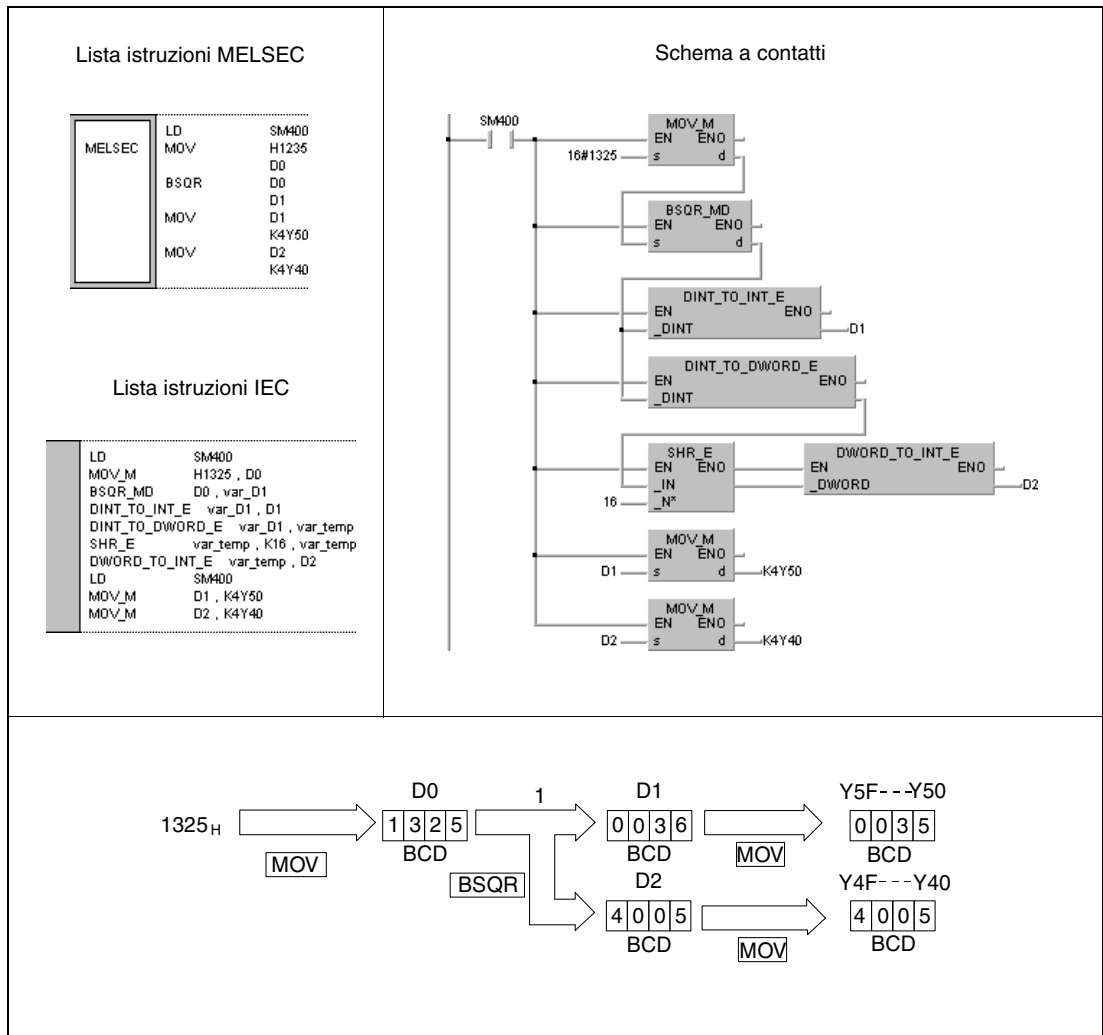 Lista istruzioni MELSEC
MELSEC
LD SM400
MOV H1235
D0
BSQR D0
D1
MOV D1
K4Y50
MOV D2
K4Y40
Lista istruzioni IEC
LD SM400
MOV_M H1325 , D0
BSQR_MD D0 , var_D1
DINT_TO_INT_E var_D1 , D1
DINT_TO_DWORD_E var_D1 , var_temp
SHR_E var_temp , K16 , var_temp
DWORD_TO_INT_E var_temp , D2
LD SM400
MOV_M D1 , K4Y50
MOV_M D2 , K4Y40
Schema a contatti
SM400
MOV_M
EN ENO
16#1325 s d
BSQR_MD
EN ENO
s d
DINT_TO_INT_E
EN ENO
_DINT D1
DINT_TO_DWORD_E
EN ENO
_DINT
SHR_E
EN ENO
_IN
16 _N*
DWORD_TO_INT_E
EN ENO
_DWORD D2
MOV_M
EN ENO
D1 s d K4Y50
MOV_M
EN ENO
D2 s d K4Y40
D0 1 D1 Y5F---Y50
1325H 1 3 2 5 0 0 3 6 0 0 3 5
BCD BCD BCD
MOV BSQR MOV
D2 Y4F---Y40
4 0 0 5 4 0 0 5
BCD BCD
MOV